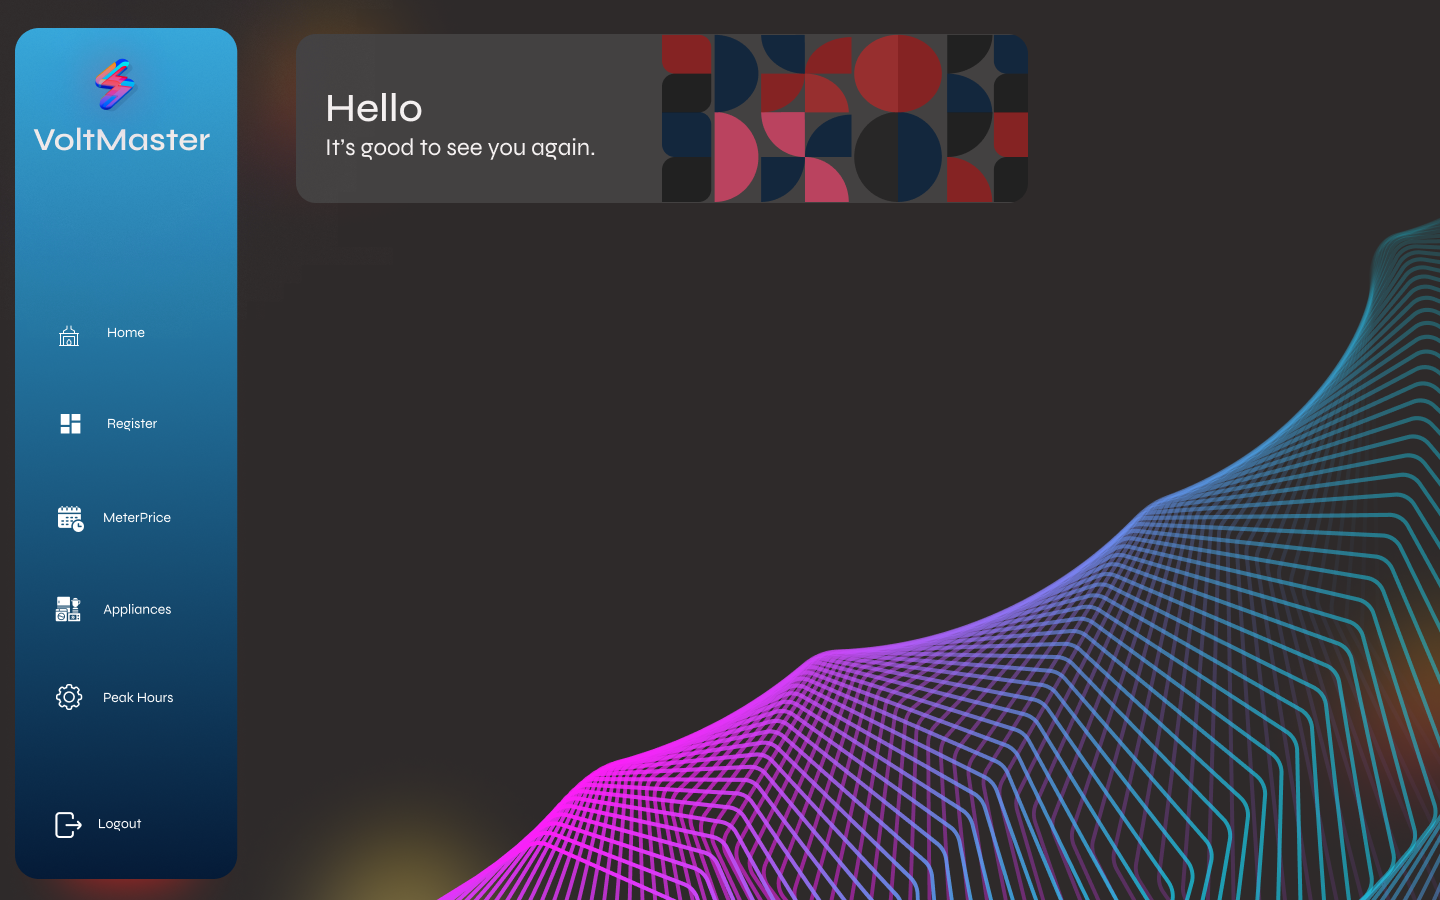 VoltMaster
Hello
It's good to see you again.
Home
Register
MeterPrice
Appliances
Peak Hours
Logout